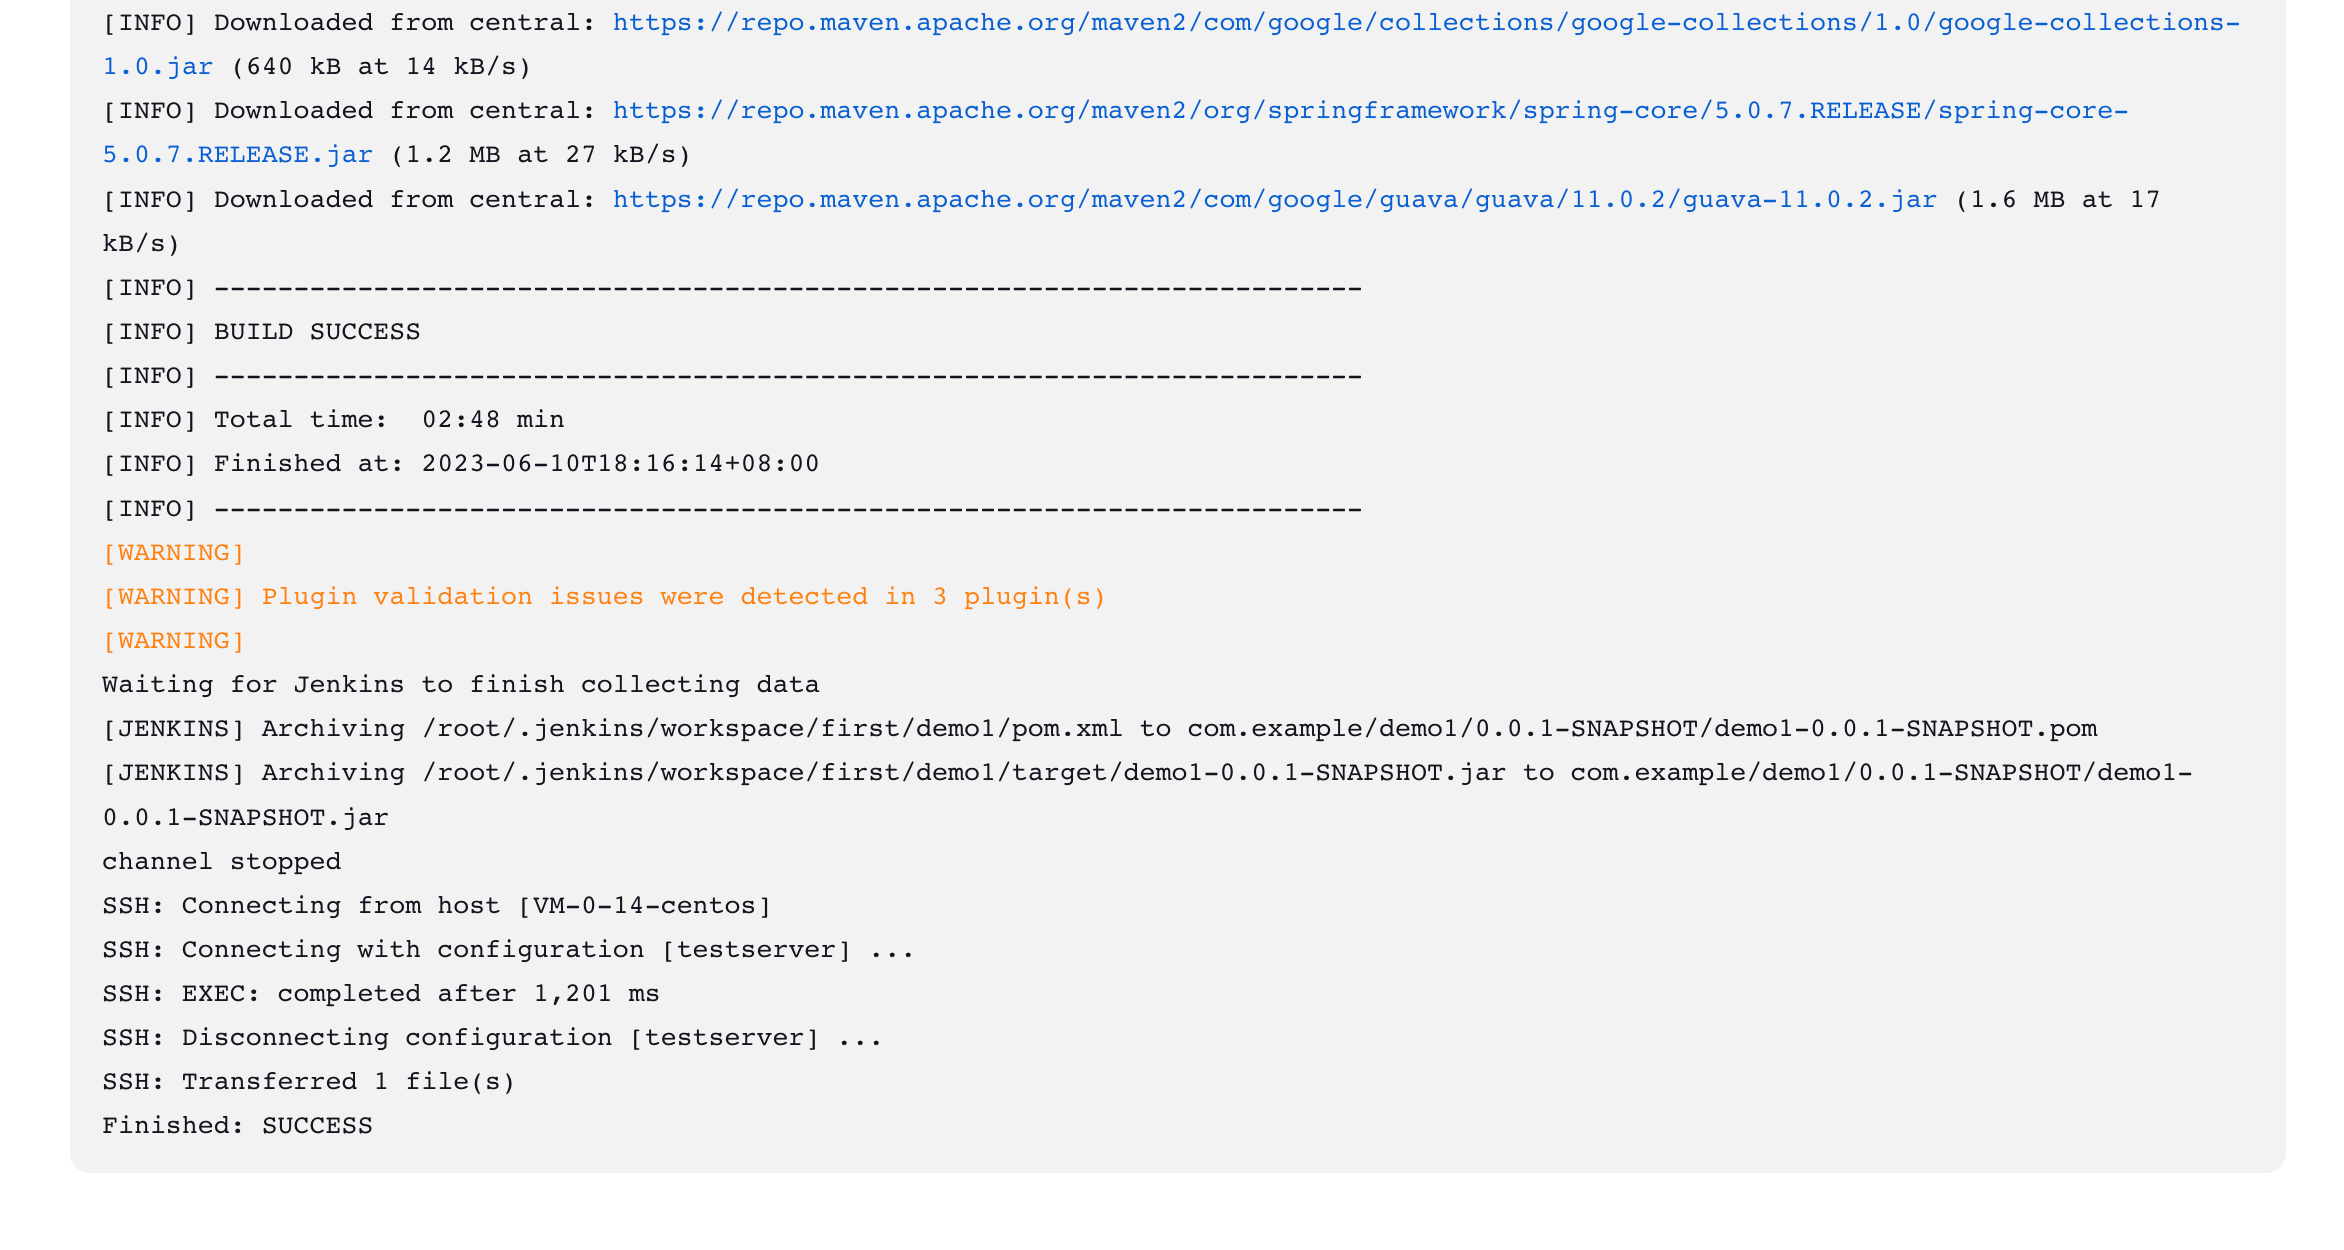 [INFO] Downloaded from central: https://repo.maven.apache.org/maven2/com/google/collections/google-collections/1.0/google-collections-
1.0.jar (640 kB at 14 kB/s)
[INFO] Downloaded from central: https://repo.maven.apache.org/maven2/org/springframework/spring-core/5.0.7.RELEASE/spring-core-
5.0.7.RELEASE.jar (1.2 MB at 27 kB/s)
[INFO] Downloaded from central: https://repo.maven.apache.org/maven2/com/google/guava/guava/11.0.2/guava-11.0.2.jar (1.6 MB at 17
kB/s)
[INFO] ------------------------------------------------------------------------
[INFO] BUILD SUCCESS
[INFO] ------------------------------------------------------------------------
[INFO] Total time:  02:48 min
[INFO] Finished at: 2023-06-10T18:16:14+08:00
[INFO] ------------------------------------------------------------------------
[WARNING]
[WARNING] Plugin validation issues were detected in 3 plugin(s)
[WARNING]
Waiting for Jenkins to finish collecting data
[JENKINS] Archiving /root/.jenkins/workspace/first/demo1/pom.xml to com.example/demo1/0.0.1-SNAPSHOT/demo1-0.0.1-SNAPSHOT.pom
[JENKINS] Archiving /root/.jenkins/workspace/first/demo1/target/demo1-0.0.1-SNAPSHOT.jar to com.example/demo1/0.0.1-SNAPSHOT/demo1-
0.0.1-SNAPSHOT.jar
channel stopped
SSH: Connecting from host [VM-0-14-centos]
SSH: Connecting with configuration [testserver] ...
SSH: EXEC: completed after 1,201 ms
SSH: Disconnecting configuration [testserver] ...
SSH: Transferred 1 file(s)
Finished: SUCCESS